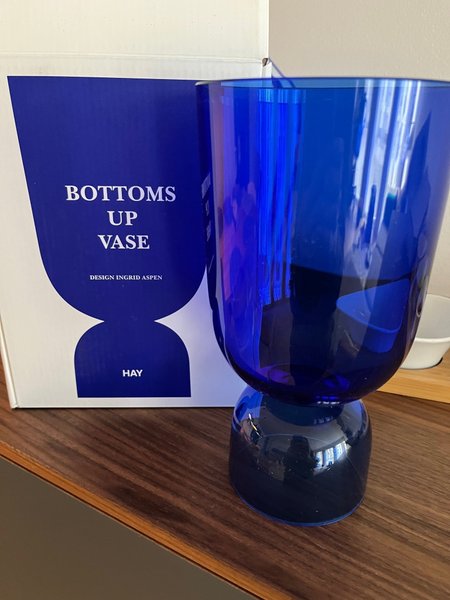 BOTTOMS
UP
VASE
DESIGN INGRID ASPEN
HAY